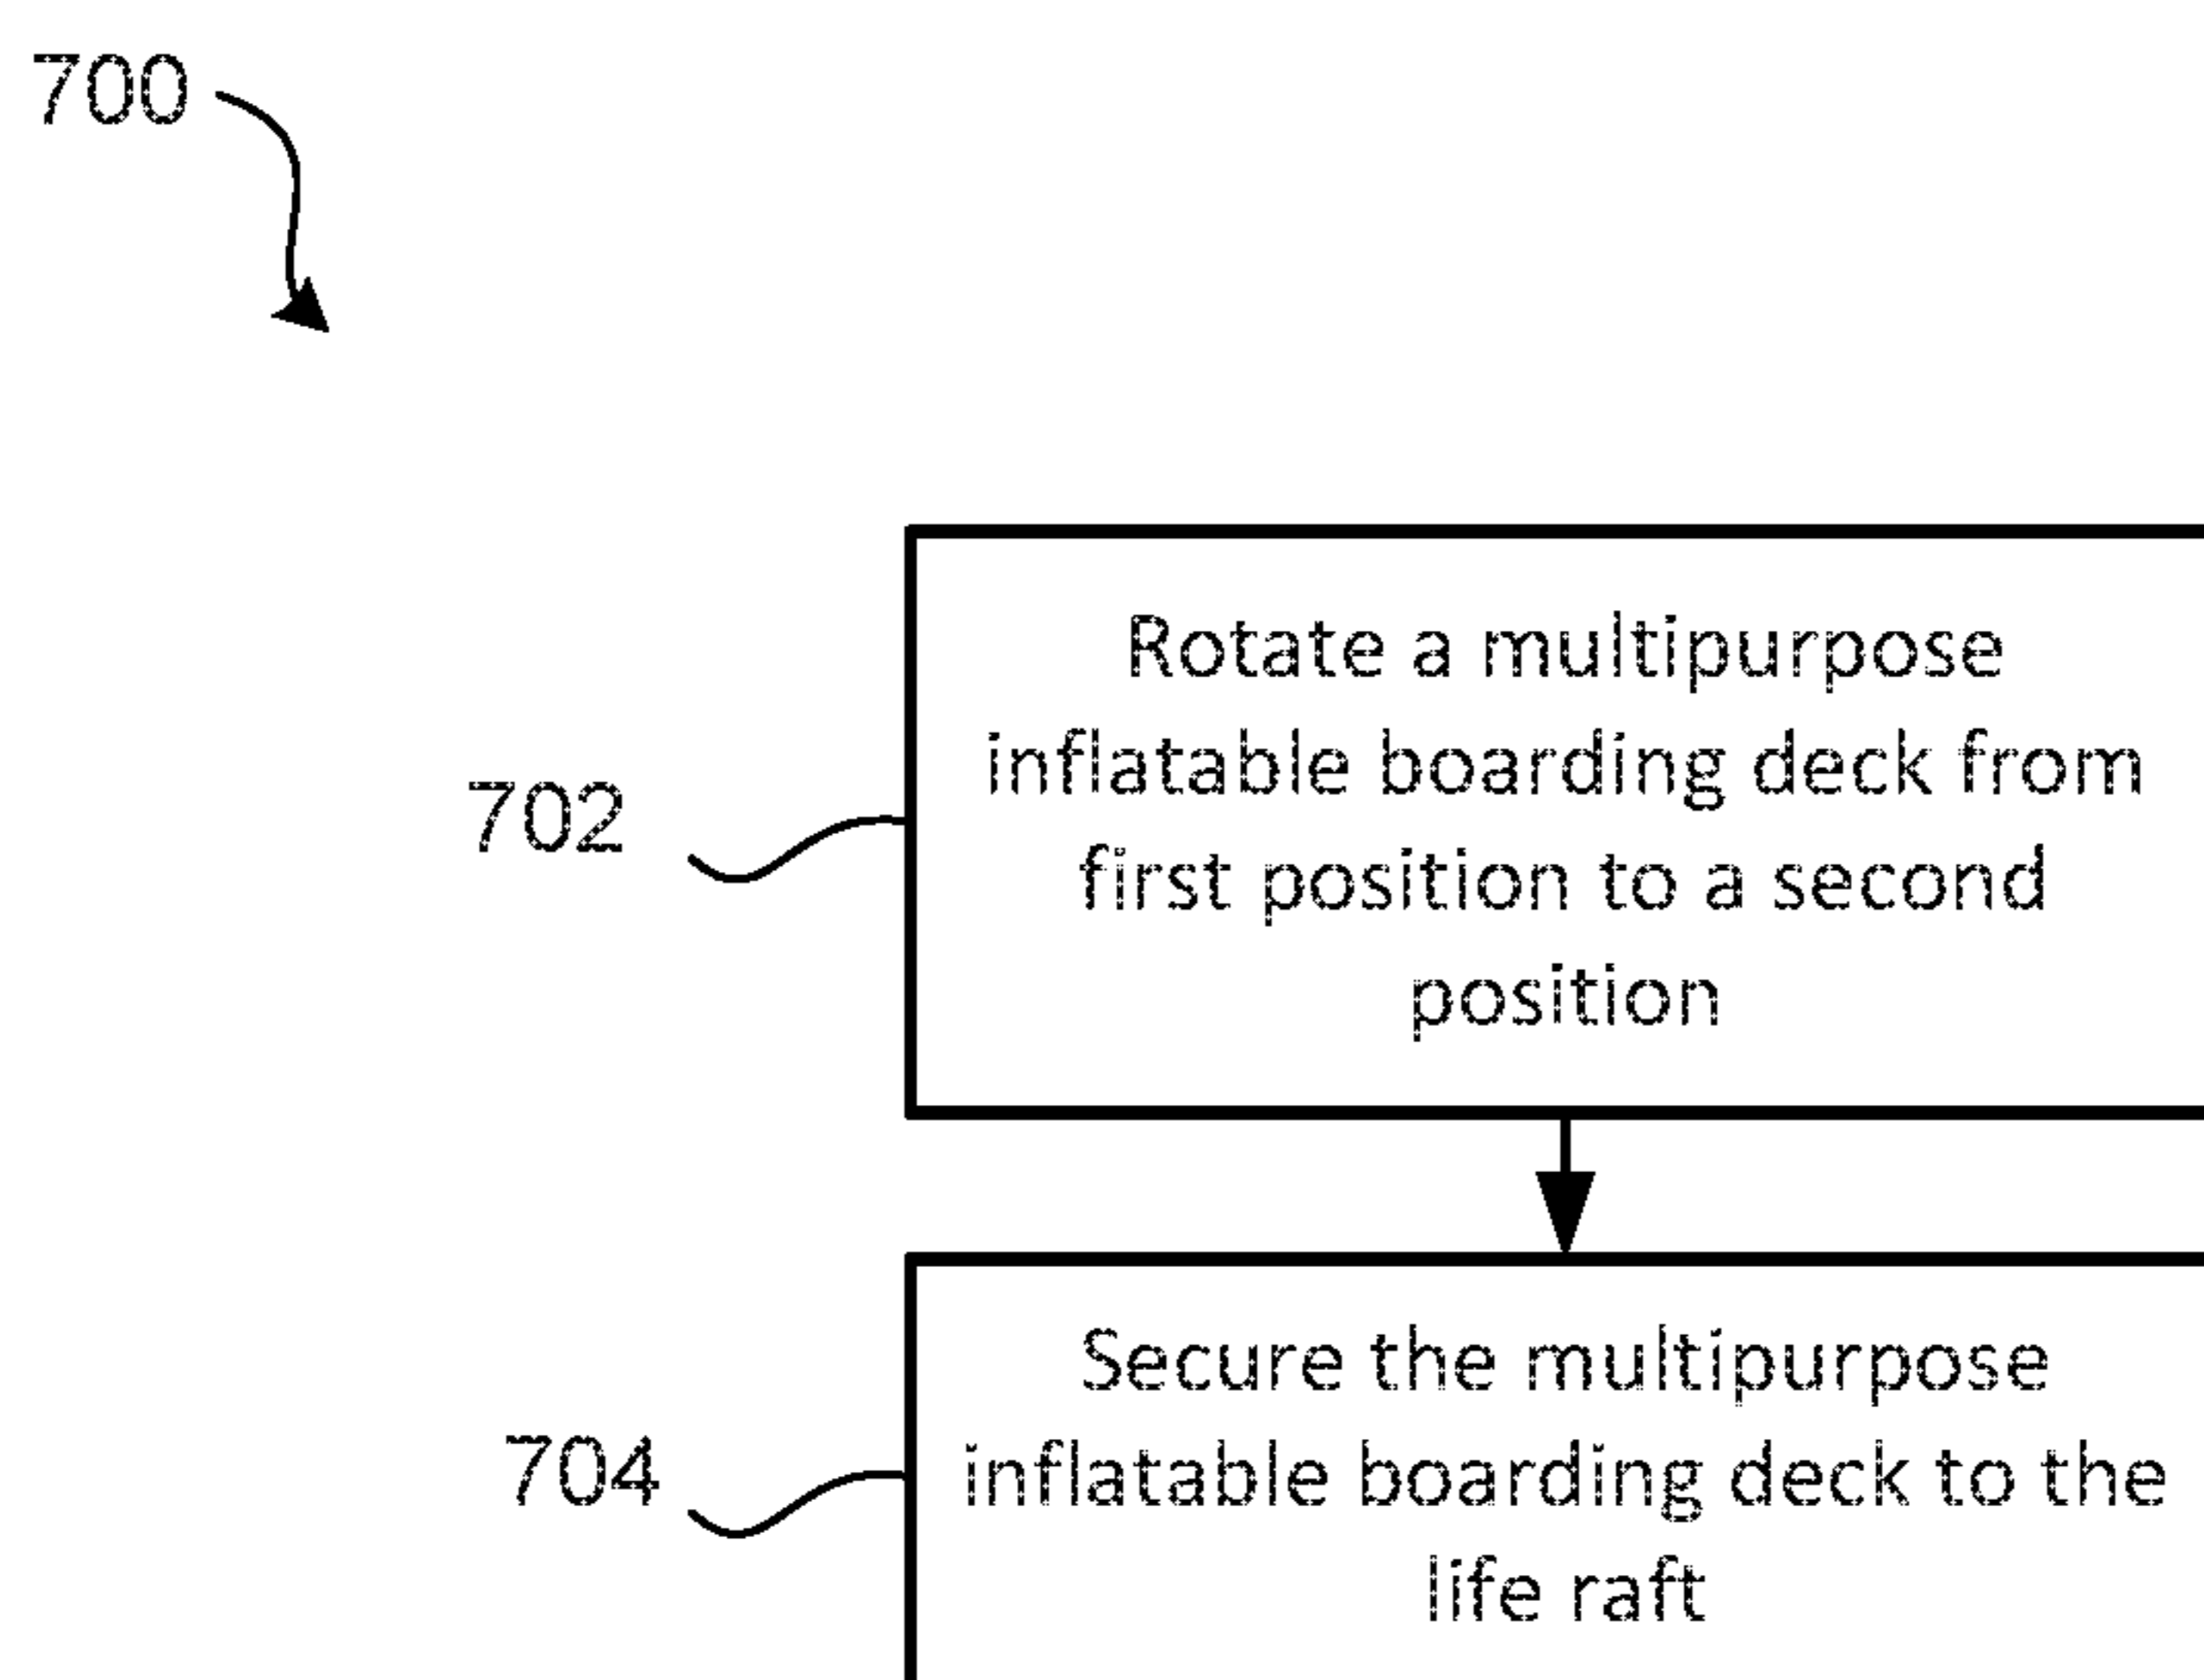 700
Rotate a multipurpose
inflatable boarding deck from
first position to a second
position
702
Secure the multipurpose
inflatable boarding deck to the
life raft
704